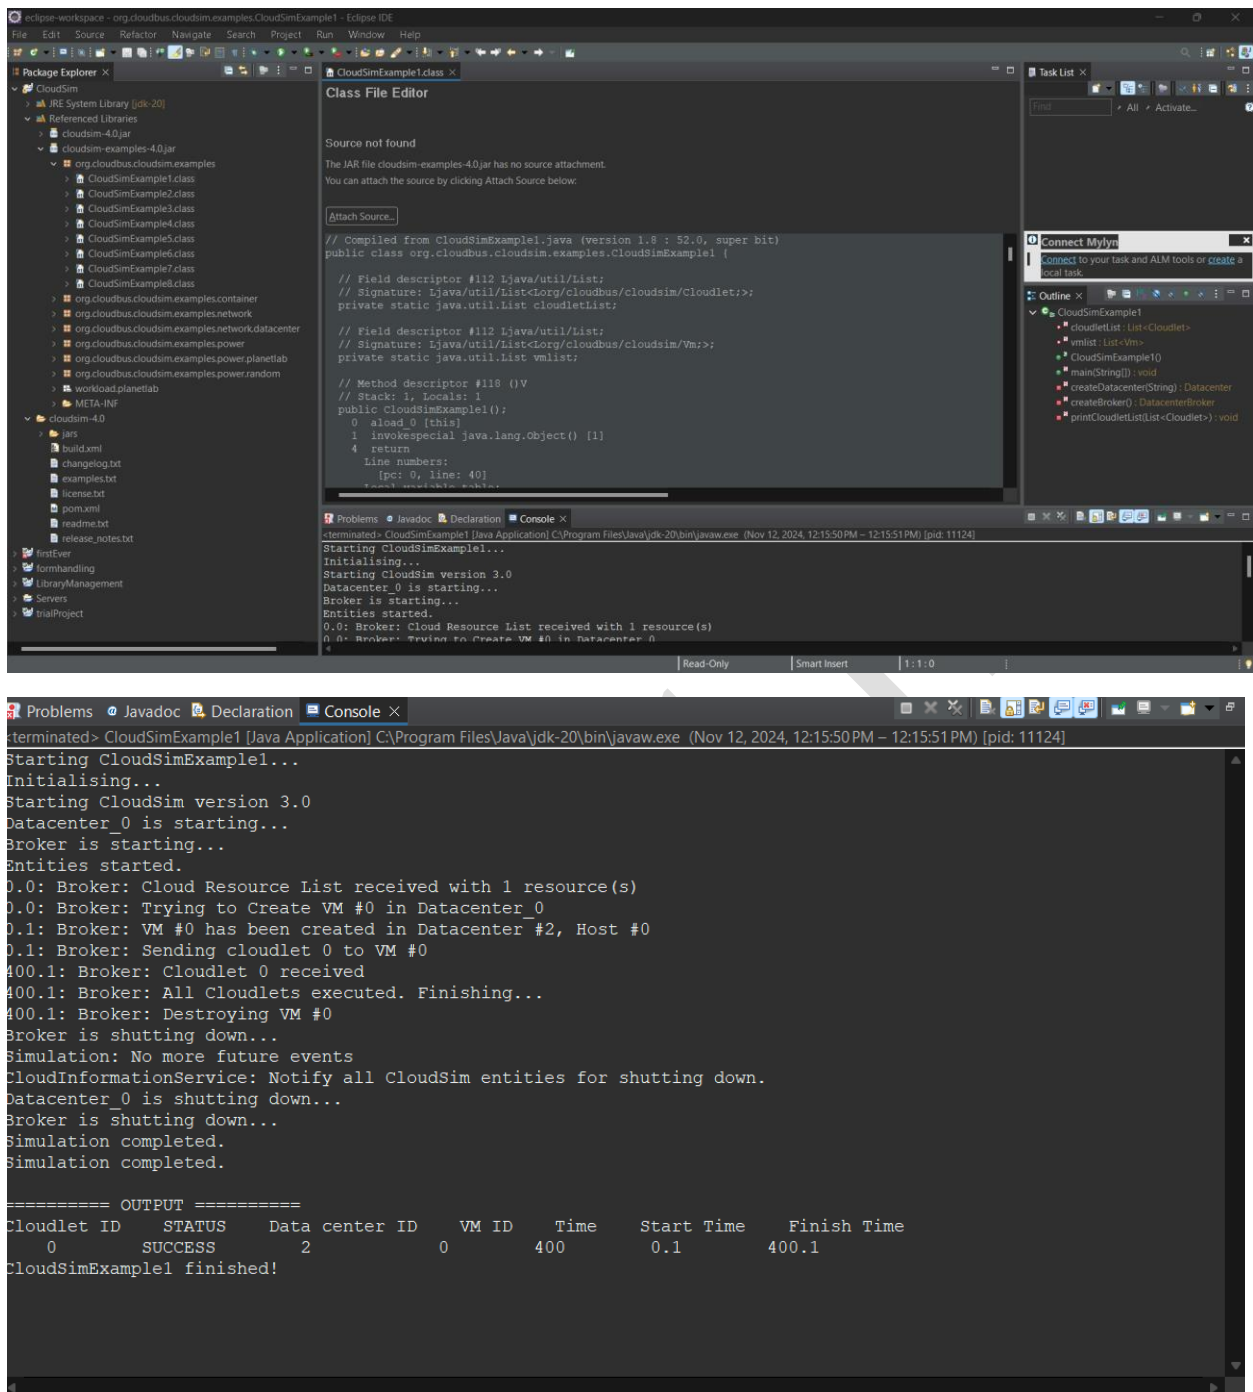 eclipse-workspace - org.cloudbus.cloudsim.examples.CloudSimExample1 - Eclipse IDE
File Edit Source Refactor Navigate Search Project Run Window Help
Package Explorer ×
CloudSim
JRE System Library [jdk-20]
Referenced Libraries
cloudsim-4.0.jar
cloudsim-examples-4.0.jar
org.cloudbus.cloudsim.examples
CloudSimExample1.class
CloudSimExample2.class
CloudSimExample3.class
CloudSimExample4.class
CloudSimExample5.class
CloudSimExample6.class
CloudSimExample7.class
CloudSimExample8.class
org.cloudbus.cloudsim.examples.container
org.cloudbus.cloudsim.examples.network
org.cloudbus.cloudsim.examples.network.datacenter
org.cloudbus.cloudsim.examples.power
org.cloudbus.cloudsim.examples.power.planetlab
org.cloudbus.cloudsim.examples.power.random
workload.planetlab
META-INF
cloudsim-4.0
jars
build.xml
changelog.txt
examples.txt
license.txt
pom.xml
readme.txt
release_notes.txt
firstEver
formhandling
LibraryManagement
Servers
trialProject
CloudSimExample1.class ×
Class File Editor
Source not found
The JAR file cloudsim-examples-4.0.jar has no source attachment.
You can attach the source by clicking Attach Source below:
Attach Source...
// Compiled from CloudSimExample1.java (version 1.8 : 52.0, super bit)
public class org.cloudbus.cloudsim.examples.CloudSimExample1 {
// Field descriptor #112 Ljava/util/List;
// Signature: Ljava/util/List<Lorg/cloudbus/cloudsim/Cloudlet;>;
private static java.util.List cloudletList;
// Field descriptor #112 Ljava/util/List;
// Signature: Ljava/util/List<Lorg/cloudbus/cloudsim/Vm;>;
private static java.util.List vmlist;
// Method descriptor #118 ()V
// Stack: 1, Locals: 1
public CloudSimExample1();
0 aload_0 [this]
1 invokespecial java.lang.Object() [1]
4 return
Line numbers:
[pc: 0, line: 40]
Local variable table:
Task List ×
Find All Activate...
Connect Mylyn
Connect to your task and ALM tools or create a
local task.
Outline ×
CloudSimExample1
cloudletList : List<Cloudlet>
vmlist : List<Vm>
CloudSimExample1()
main(String[]) : void
createDatacenter(String) : Datacenter
createBroker() : DatacenterBroker
printCloudletList(List<Cloudlet>) : void
Problems Javadoc Declaration Console ×
<terminated> CloudSimExample1 [Java Application] C:\Program Files\Java\jdk-20\bin\javaw.exe (Nov 12, 2024, 12:15:50 PM – 12:15:51 PM) [pid: 11124]
Starting CloudSimExample1...
Initialising...
Starting CloudSim version 3.0
Datacenter_0 is starting...
Broker is starting...
Entities started.
0.0: Broker: Cloud Resource List received with 1 resource(s)
0.0: Broker: Trying to Create VM #0 in Datacenter_0
Read-Only Smart Insert 1 : 1 : 0
Problems Javadoc Declaration Console ×
<terminated> CloudSimExample1 [Java Application] C:\Program Files\Java\jdk-20\bin\javaw.exe (Nov 12, 2024, 12:15:50 PM – 12:15:51 PM) [pid: 11124]
Starting CloudSimExample1...
Initialising...
Starting CloudSim version 3.0
Datacenter_0 is starting...
Broker is starting...
Entities started.
0.0: Broker: Cloud Resource List received with 1 resource(s)
0.0: Broker: Trying to Create VM #0 in Datacenter_0
0.1: Broker: VM #0 has been created in Datacenter #2, Host #0
0.1: Broker: Sending cloudlet 0 to VM #0
400.1: Broker: Cloudlet 0 received
400.1: Broker: All Cloudlets executed. Finishing...
400.1: Broker: Destroying VM #0
Broker is shutting down...
Simulation: No more future events
CloudInformationService: Notify all CloudSim entities for shutting down.
Datacenter_0 is shutting down...
Broker is shutting down...
Simulation completed.
Simulation completed.
========== OUTPUT ==========
Cloudlet ID STATUS Data center ID VM ID Time Start Time Finish Time
0 SUCCESS 2 0 400 0.1 400.1
CloudSimExample1 finished!